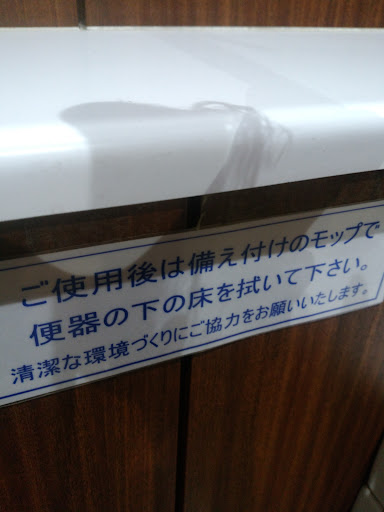 ご使用後は備え付けのモップで
便器の下の床を拭いて下さい。
清潔な環境づくりにご協力をお願いいたします。